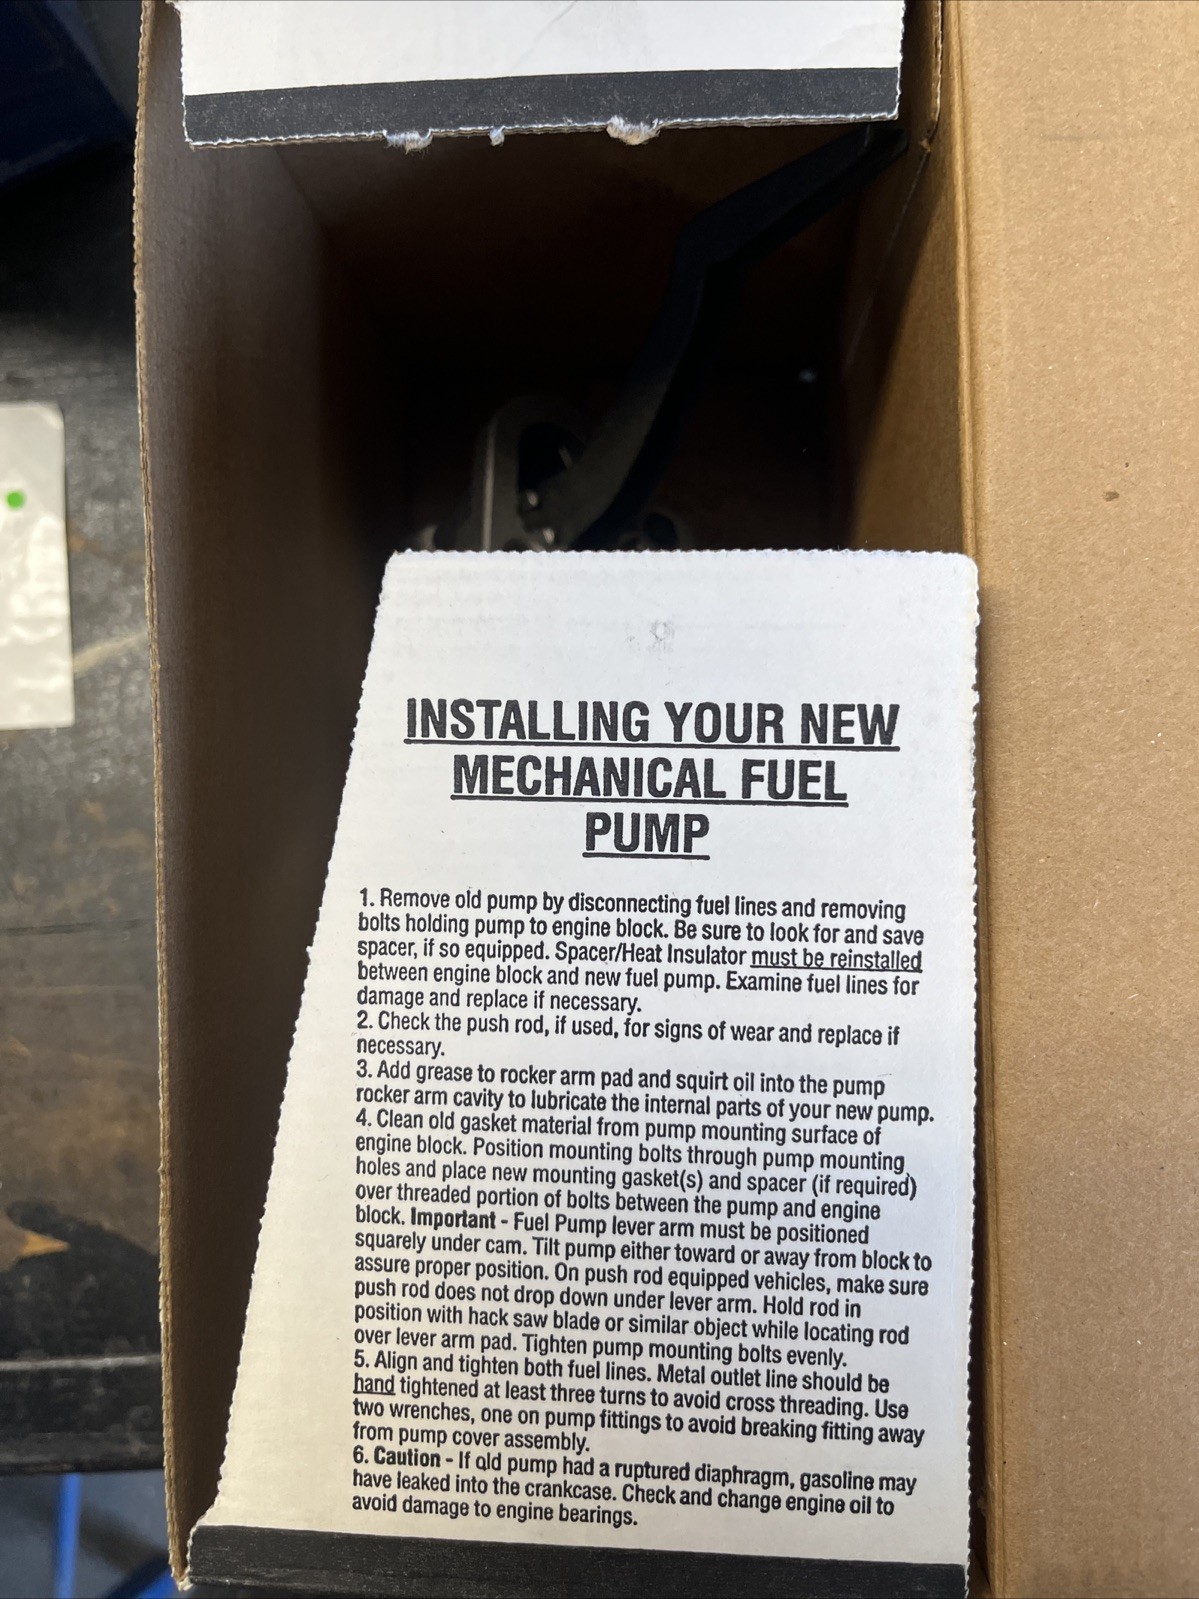 INSTALLING YOUR NEW
MECHANICAL FUEL
PUMP
1. Remove old pump by disconnecting fuel lines and removing
bolts holding pump to engine block. Be sure to look for and save
spacer, if so equipped. Spacer/Heat Insulator must be reinstalled
between engine block and new fuel pump. Examine fuel lines for
damage and replace if necessary.
2. Check the push rod, if used, for signs of wear and replace if
necessary.
3. Add grease to rocker arm pad and squirt oil into the pump
rocker arm cavity to lubricate the internal parts of your new pump.
4. Clean old gasket material from pump mounting surface of
engine block. Position mounting bolts through pump mounting
holes and place new mounting gasket(s) and spacer (if required)
over threaded portion of bolts between the pump and engine
block. Important - Fuel Pump lever arm must be positioned
squarely under cam. Tilt pump either toward or away from block to
assure proper position. On push rod equipped vehicles, make sure
push rod does not drop down under lever arm. Hold rod in
position with hack saw blade or similar object while locating rod
over lever arm pad. Tighten pump mounting bolts evenly.
5. Align and tighten both fuel lines. Metal outlet line should be
hand tightened at least three turns to avoid cross threading. Use
two wrenches, one on pump fittings to avoid breaking fitting away
from pump cover assembly.
6. Caution - If old pump had a ruptured diaphragm, gasoline may
have leaked into the crankcase. Check and change engine oil to
avoid damage to engine bearings.